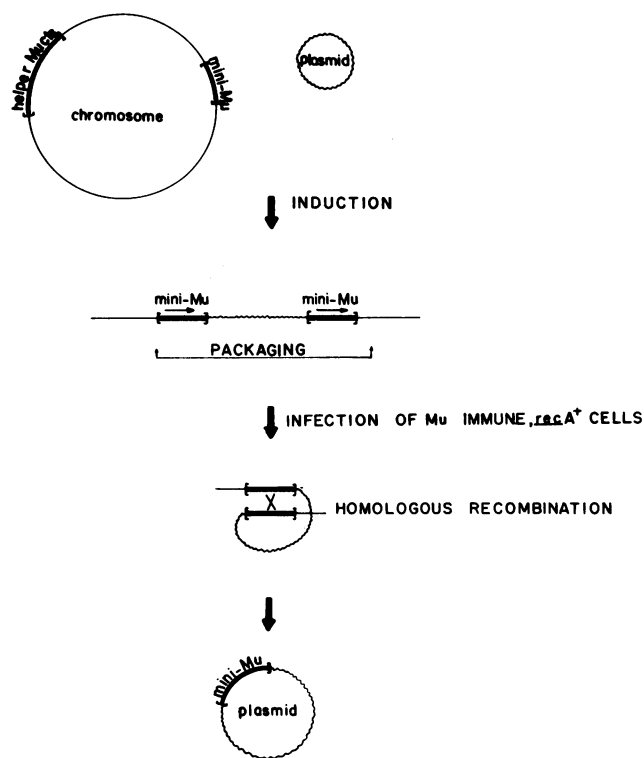 helper Mucts
mini-Mu
plasmid
chromosome
INDUCTION
mini-Mu
mini-Mu
PACKAGING
INFECTION OF Mu IMMUNE, recA+ CELLS
HOMOLOGOUS RECOMBINATION
mini-Mu
plasmid